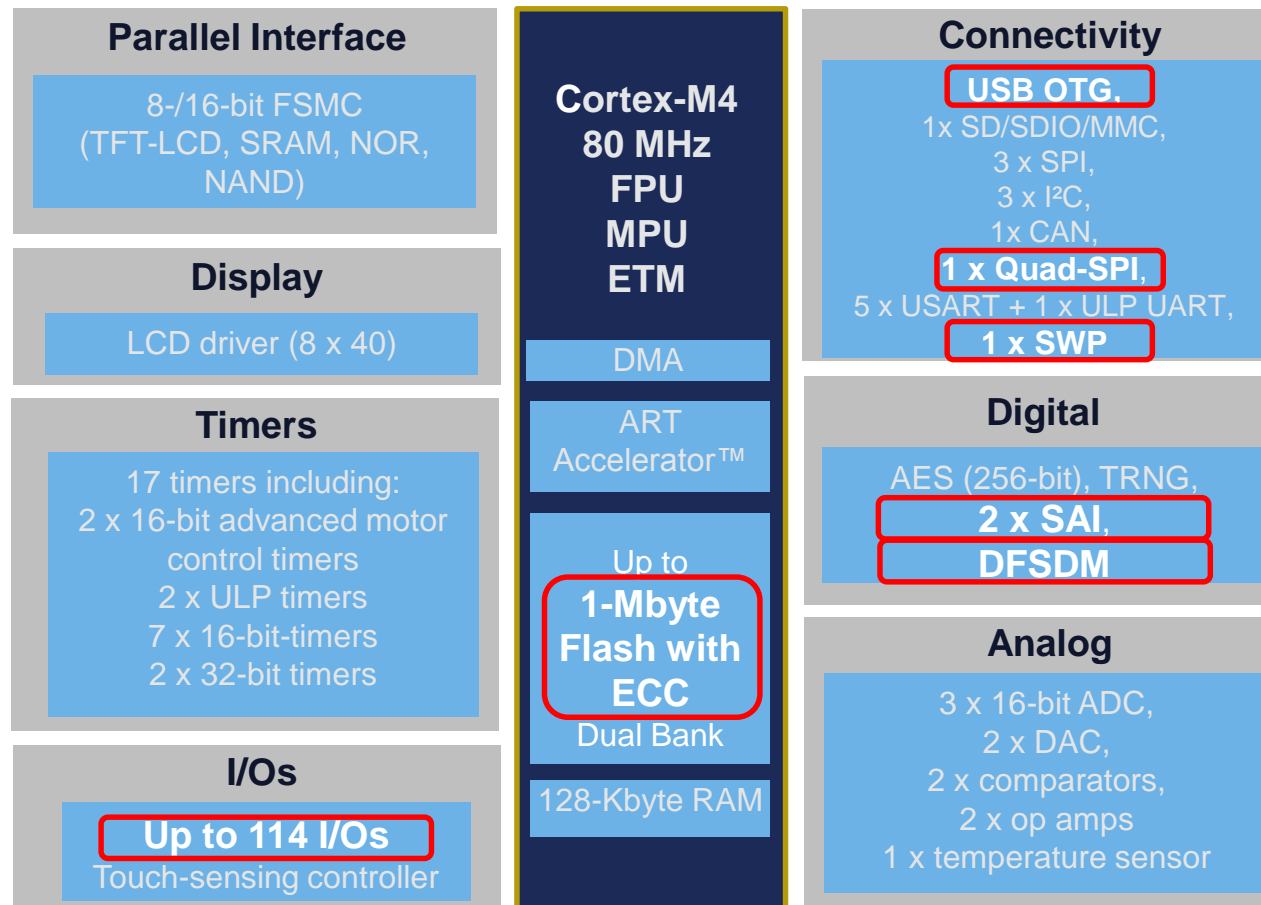 Parallel Interface
8-/16-bit FSMC
(TFT-LCD, SRAM, NOR,
NAND)
Display
LCD driver (8 x 40)
Timers
17 timers including:
2 x 16-bit advanced motor
control timers
2 x ULP timers
7 x 16-bit-timers
2 x 32-bit timers
I/Os
Up to 114 I/Os
Touch-sensing controller
Cortex-M4
80 MHz
FPU
MPU
ETM
DMA
ART
Accelerator™
Up to
1-Mbyte
Flash with
ECC
Dual Bank
128-Kbyte RAM
Connectivity
USB OTG,
1x SD/SDIO/MMC,
3 x SPI,
3 x I²C,
1x CAN,
1 x Quad-SPI,
5 x USART + 1 x ULP UART,
1 x SWP
Digital
AES (256-bit), TRNG,
2 x SAI,
DFSDM
Analog
3 x 16-bit ADC,
2 x DAC,
2 x comparators,
2 x op amps
1 x temperature sensor